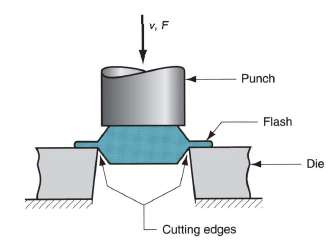 v, F
Punch
Flash
Die
Cutting edges